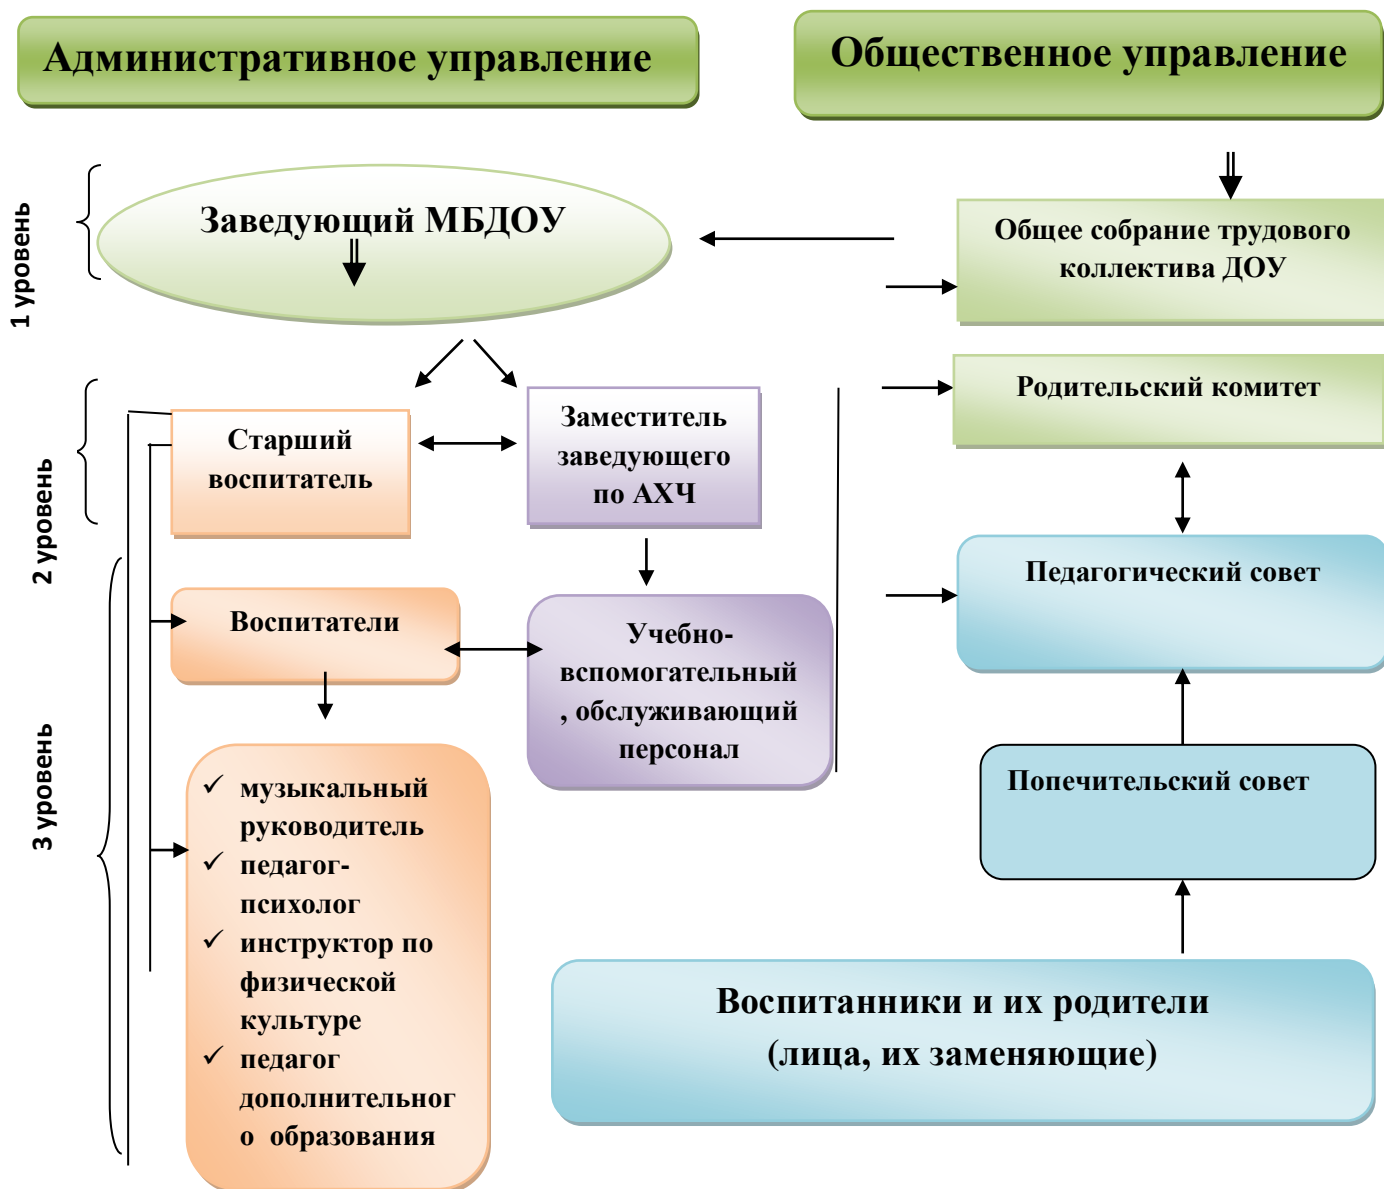 Административное управление
Общественное управление
1 уровень
Заведующий МБДОУ
Общее собрание трудового
коллектива ДОУ
2 уровень
Старший
воспитатель
Заместитель
заведующего
по АХЧ
Родительский комитет
3 уровень
Воспитатели
Учебно-
вспомогательный
, обслуживающий
персонал
Педагогический совет
✓ музыкальный
руководитель
✓ педагог-
психолог
✓ инструктор по
физической
культуре
✓ педагог
дополнительног
о образования
Попечительский совет
Воспитанники и их родители
(лица, их заменяющие)